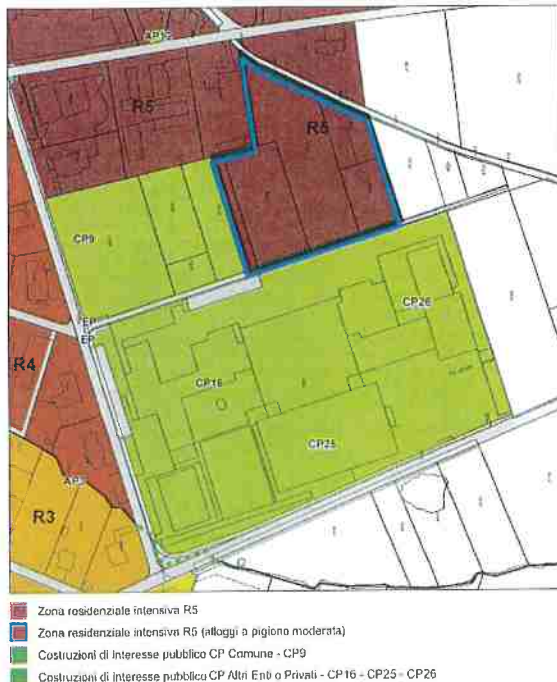 R5
R5
CP9
CP26
R4
CP16
CP25
R3
Zona residenziale intensiva R5
Zona residenziale intensiva R5 (alloggi a pigione moderata)
Costruzioni di Interesse pubblico CP Comune - CP9
Costruzioni di Interesse pubblico CP Altri Enti o Privati - CP16 - CP25 - CP26